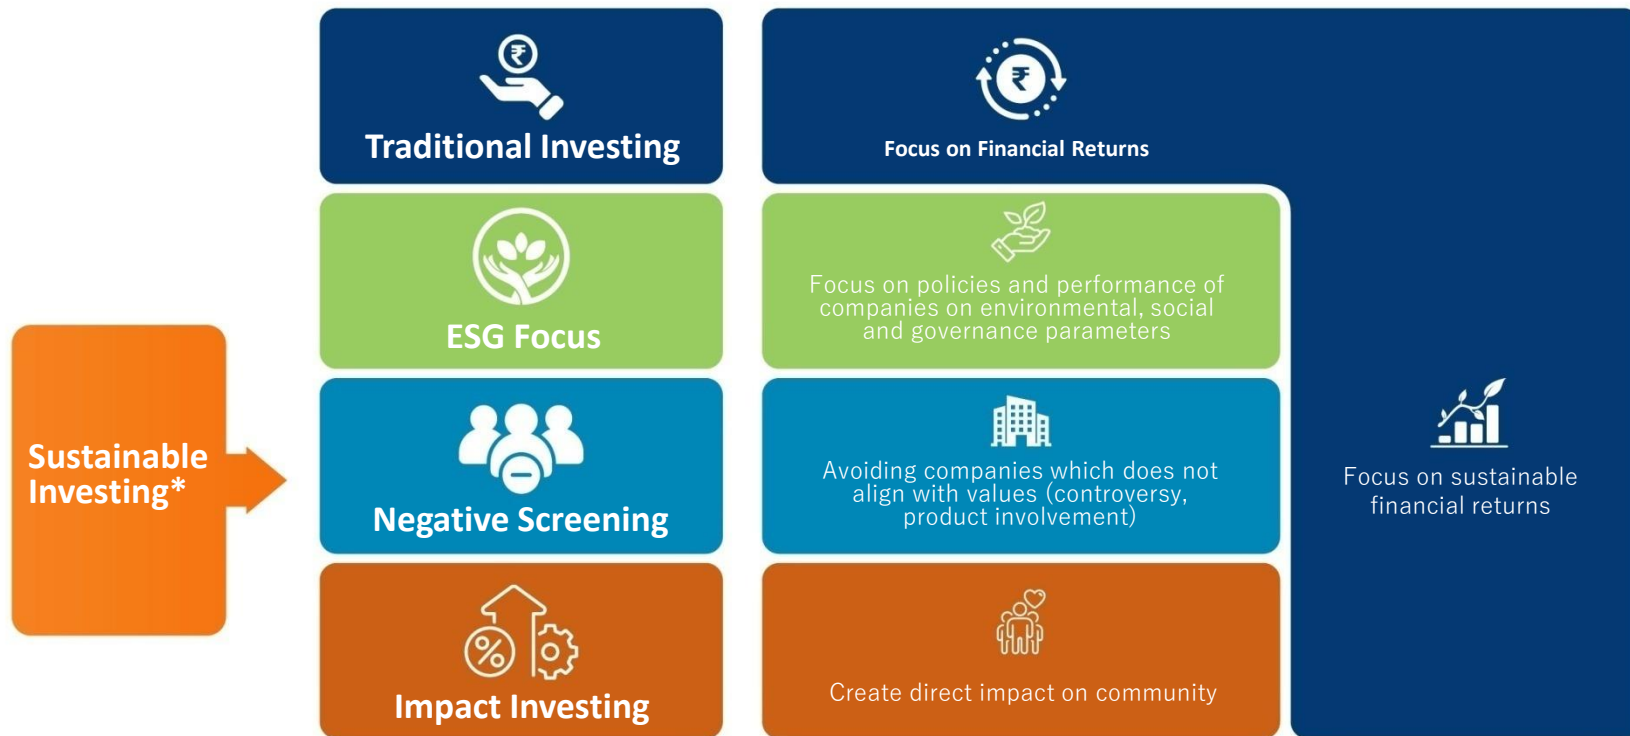 ₹
Traditional Investing
₹
Focus on Financial Returns
ESG Focus
Focus on policies and performance of
companies on environmental, social
and governance parameters
Sustainable
Investing*
Negative Screening
Avoiding companies which does not
align with values (controversy,
product involvement)
Focus on sustainable
financial returns
%
Impact Investing
Create direct impact on community